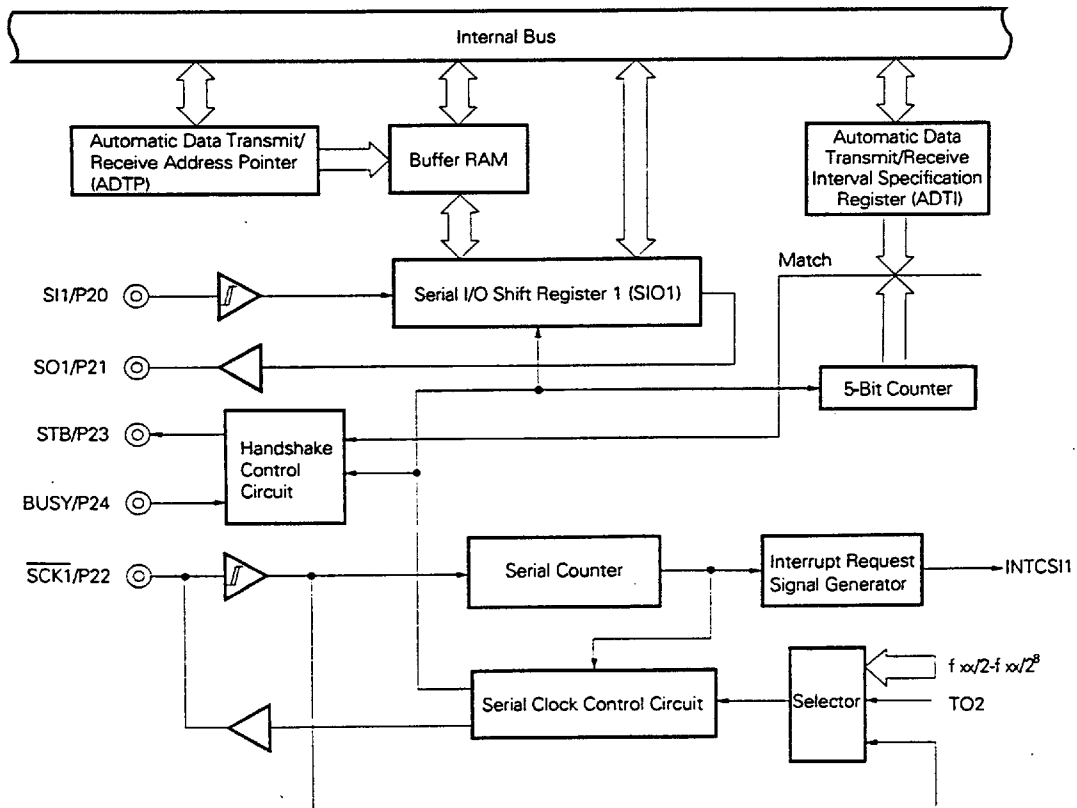 Internal Bus
Automatic Data Transmit/
Receive Address Pointer
(ADTP)
Buffer RAM
Automatic Data
Transmit/Receive
Interval Specification
Register (ADTI)
Match
SI1/P20
Serial I/O Shift Register 1 (SIO1)
SO1/P21
5-Bit Counter
STB/P23
Handshake
Control
Circuit
BUSY/P24
SCK1/P22
Serial Counter
Interrupt Request
Signal Generator
INTCSI1
f xx/2-f xx/2⁸
Serial Clock Control Circuit
Selector
TO2